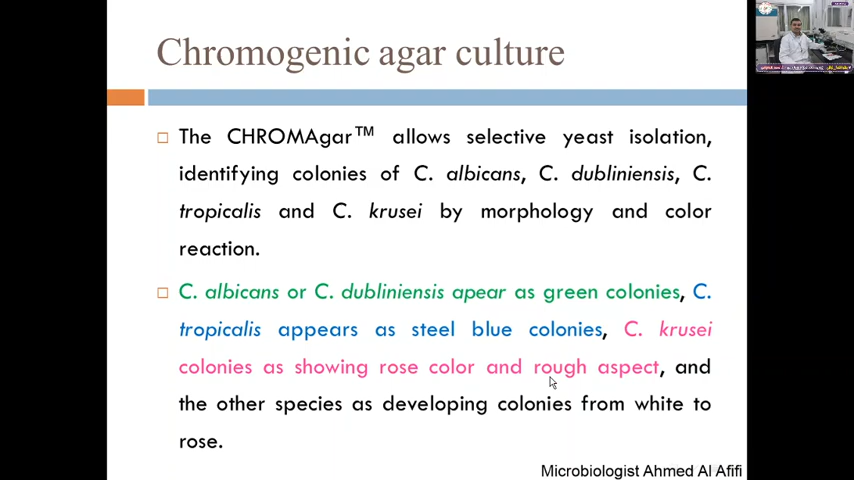 Chromogenic agar culture
The CHROMAgar™ allows selective yeast isolation,
identifying colonies of C. albicans, C. dubliniensis, C.
tropicalis and C. krusei by morphology and color
reaction.
C. albicans or C. dubliniensis apear as green colonies, C.
tropicalis appears as steel blue colonies, C. krusei
colonies as showing rose color and rough aspect, and
the other species as developing colonies from white to
rose.
Microbiologist Ahmed Al Afifi